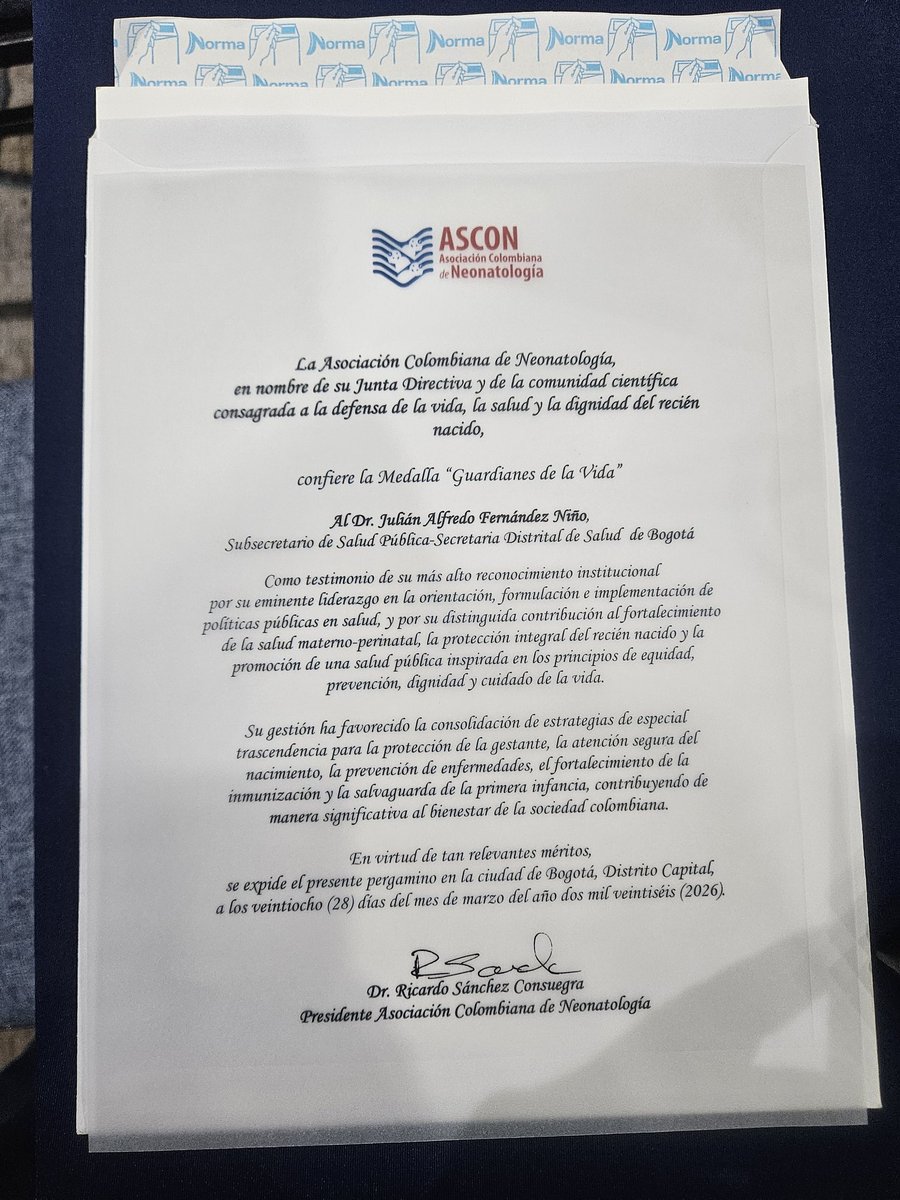 Norma Norma Norma Norma Norma
Norma Norma Norma Norma Norma Norma
ASCON
Asociación Colombiana
de Neonatología
La Asociación Colombiana de Neonatología,
en nombre de su Junta Directiva y de la comunidad científica
consagrada a la defensa de la vida, la salud y la dignidad del recién
nacido,
confiere la Medalla “Guardianes de la Vida”
Al Dr. Julián Alfredo Fernández Niño,
Subsecretario de Salud Pública-Secretaria Distrital de Salud de Bogotá
Como testimonio de su más alto reconocimiento institucional
por su eminente liderazgo en la orientación, formulación e implementación de
políticas públicas en salud, y por su distinguida contribución al fortalecimiento
de la salud materno-perinatal, la protección integral del recién nacido y la
promoción de una salud pública inspirada en los principios de equidad,
prevención, dignidad y cuidado de la vida.
Su gestión ha favorecido la consolidación de estrategias de especial
trascendencia para la protección de la gestante, la atención segura del
nacimiento, la prevención de enfermedades, el fortalecimiento de la
inmunización y la salvaguarda de la primera infancia, contribuyendo de
manera significativa al bienestar de la sociedad colombiana.
En virtud de tan relevantes méritos,
se expide el presente pergamino en la ciudad de Bogotá, Distrito Capital,
a los veintiocho (28) días del mes de marzo del año dos mil veintiséis (2026).
Dr. Ricardo Sánchez Consuegra
Presidente Asociación Colombiana de Neonatología